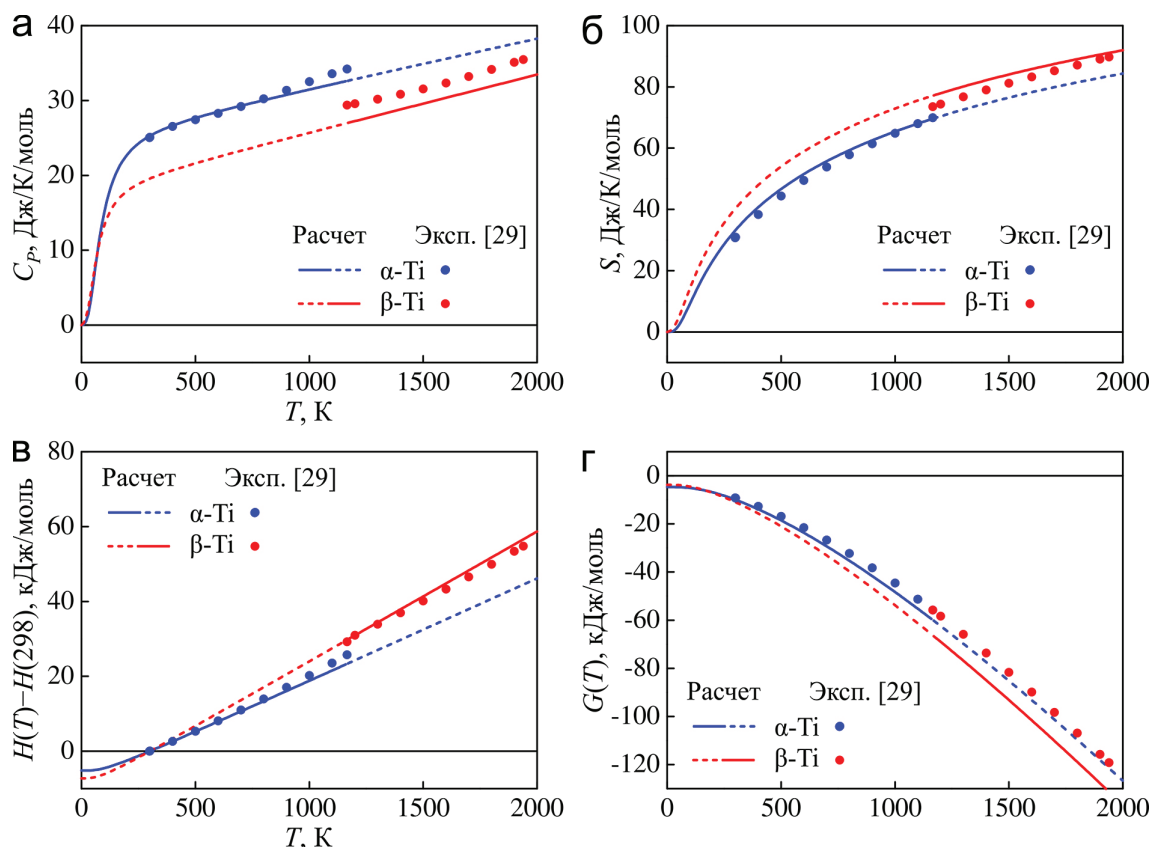 а
40
30
20
10
0
C_P, Дж/К/моль
Расчет Эксп. [29]
α-Ti
β-Ti
0 500 1000 1500 2000
T, К
б
100
80
60
40
20
0
S, Дж/К/моль
Расчет Эксп. [29]
α-Ti
β-Ti
0 500 1000 1500 2000
в
80
60
40
20
0
H(T)−H(298), кДж/моль
Расчет Эксп. [29]
α-Ti
β-Ti
0 500 1000 1500 2000
T, К
г
0
-20
-40
-60
-80
-100
-120
G(T), кДж/моль
Расчет Эксп. [29]
α-Ti
β-Ti
0 500 1000 1500 2000